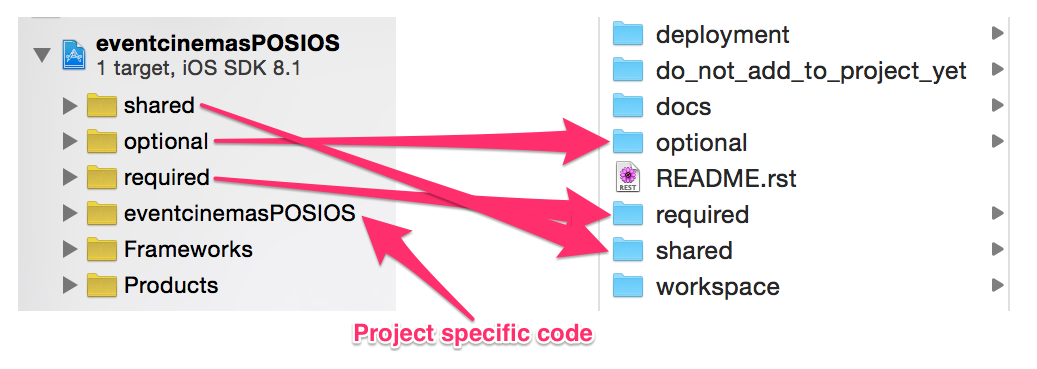 eventcinemasPOSIOS
1 target, iOS SDK 8.1
shared
optional
required
eventcinemasPOSIOS
Frameworks
Products
deployment
do_not_add_to_project_yet
docs
optional
REST
README.rst
required
shared
workspace
Project specific code